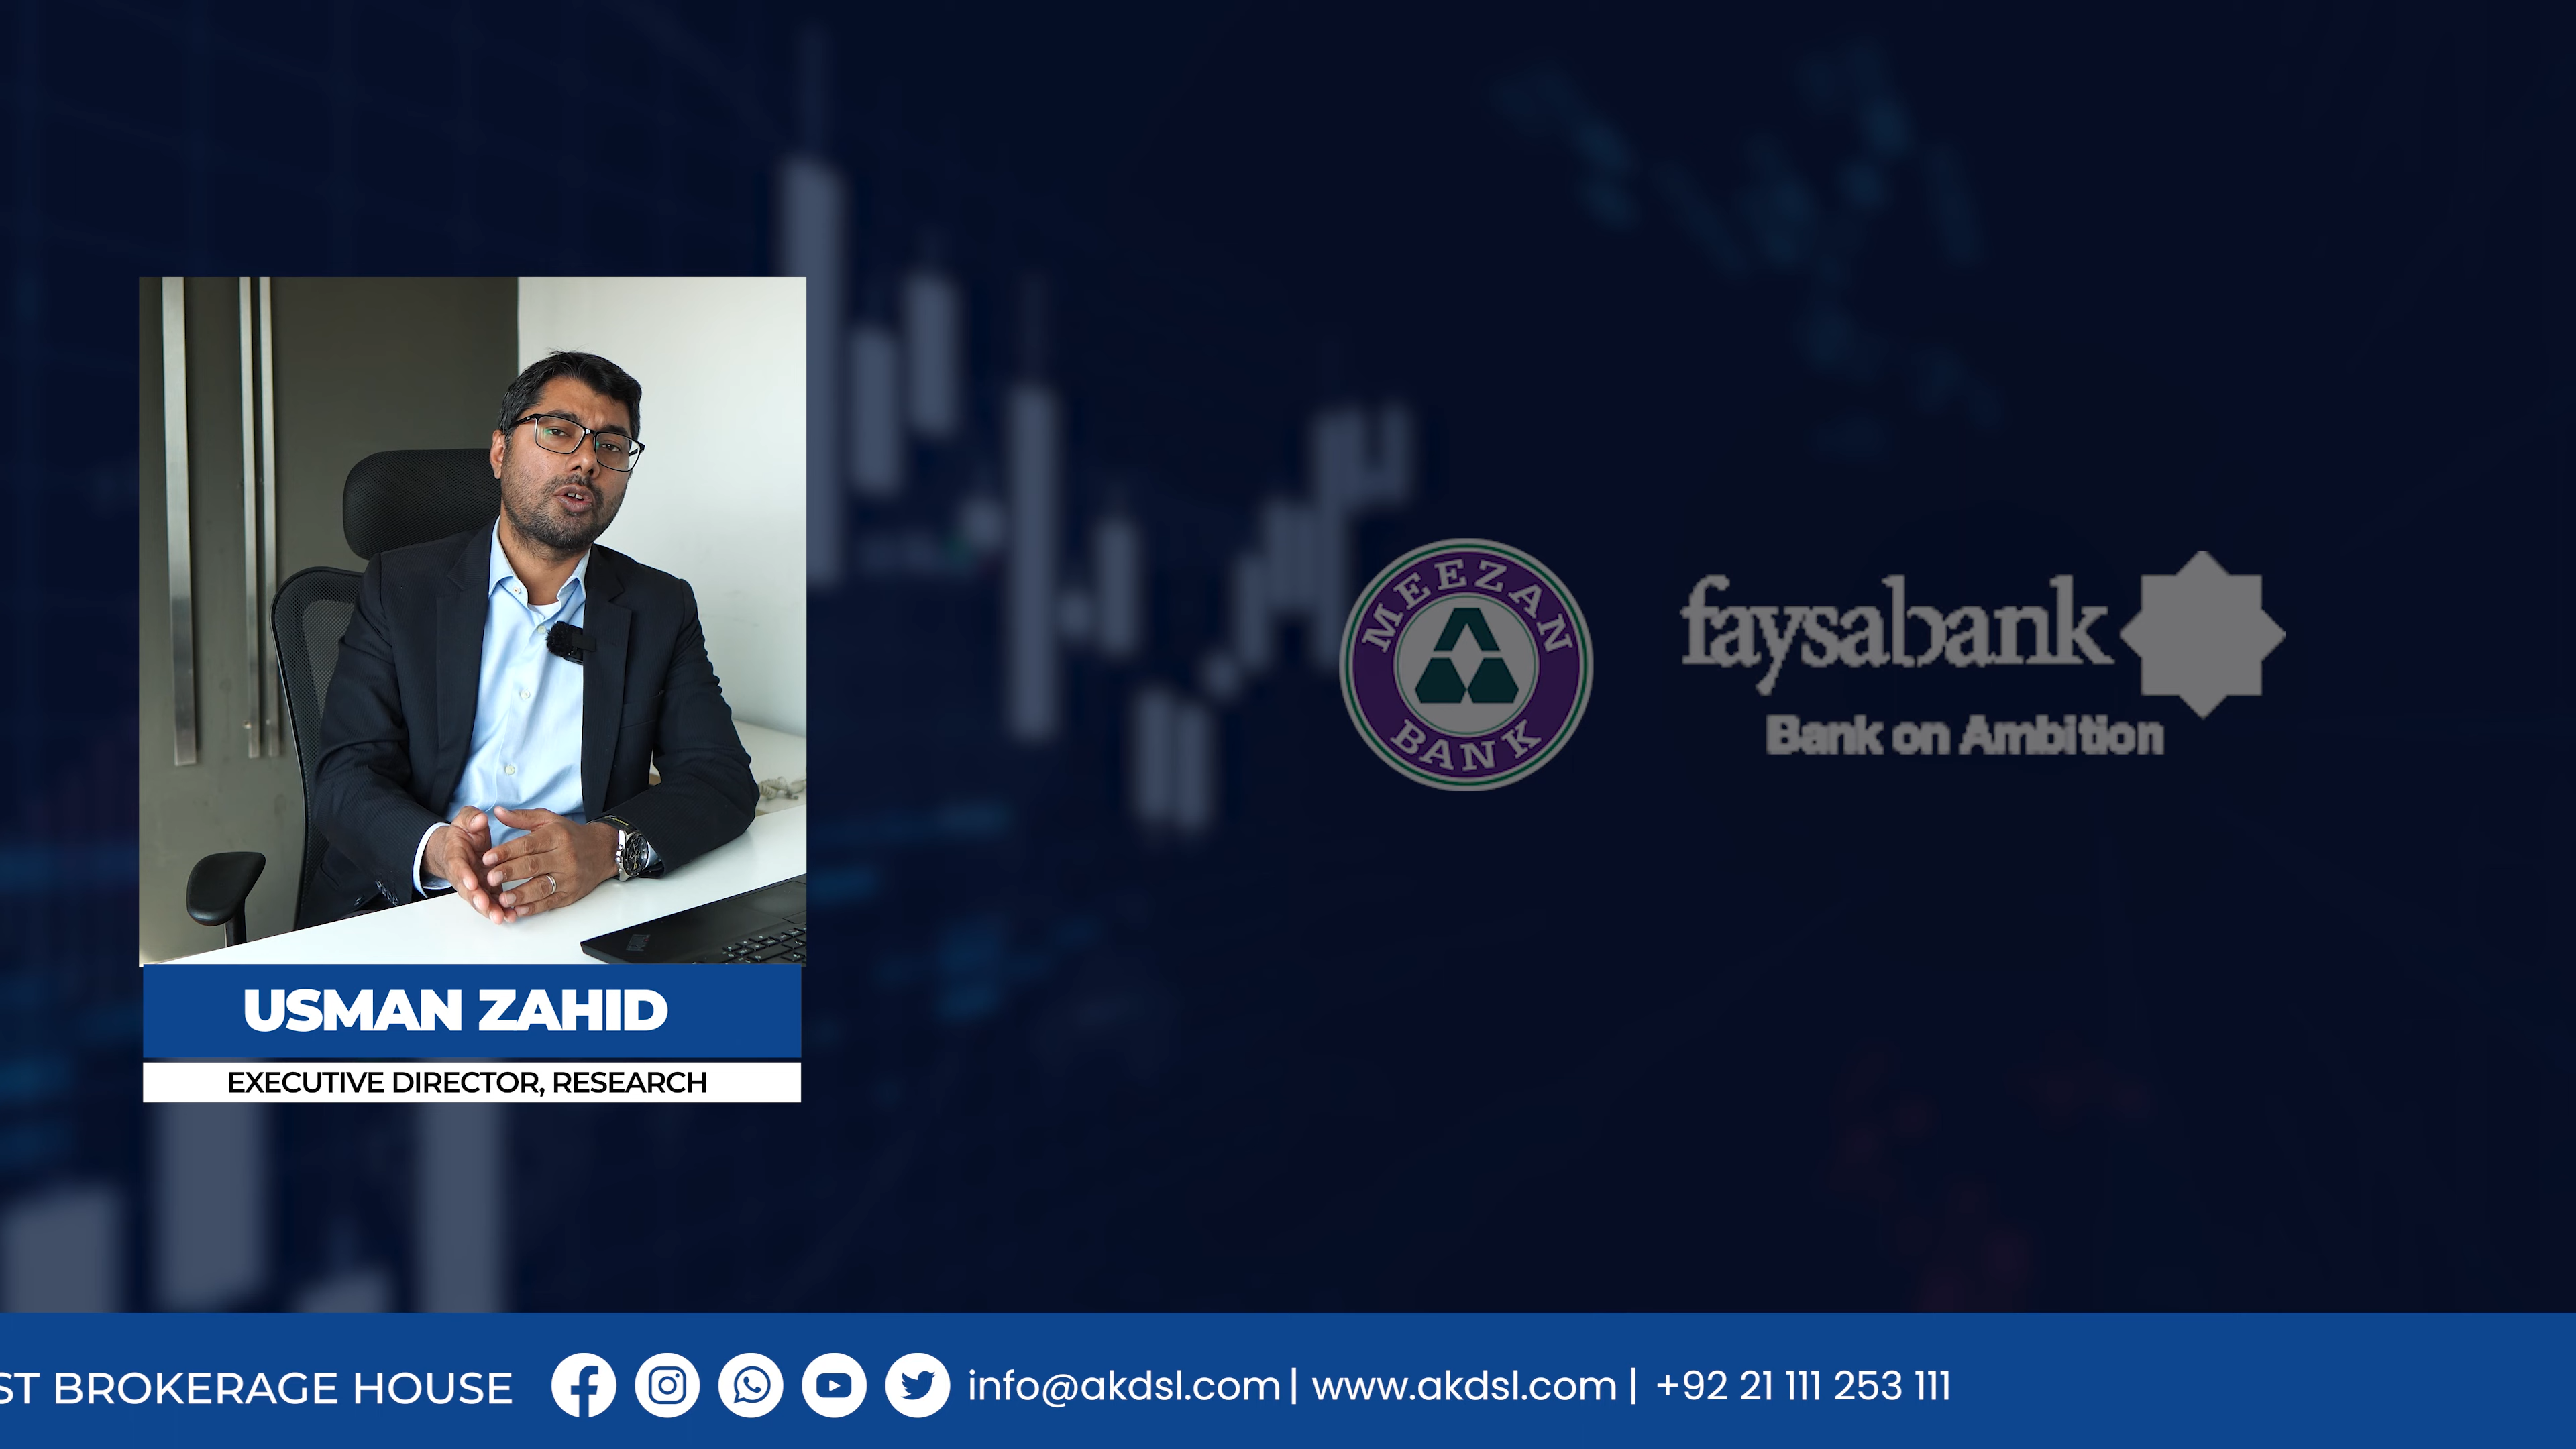 MEEZAN
BANK
faysabank
Bank on Ambition
USMAN ZAHID
EXECUTIVE DIRECTOR, RESEARCH
ST BROKERAGE HOUSE
info@akdsl.com | www.akdsl.com | +92 21 111 253 111